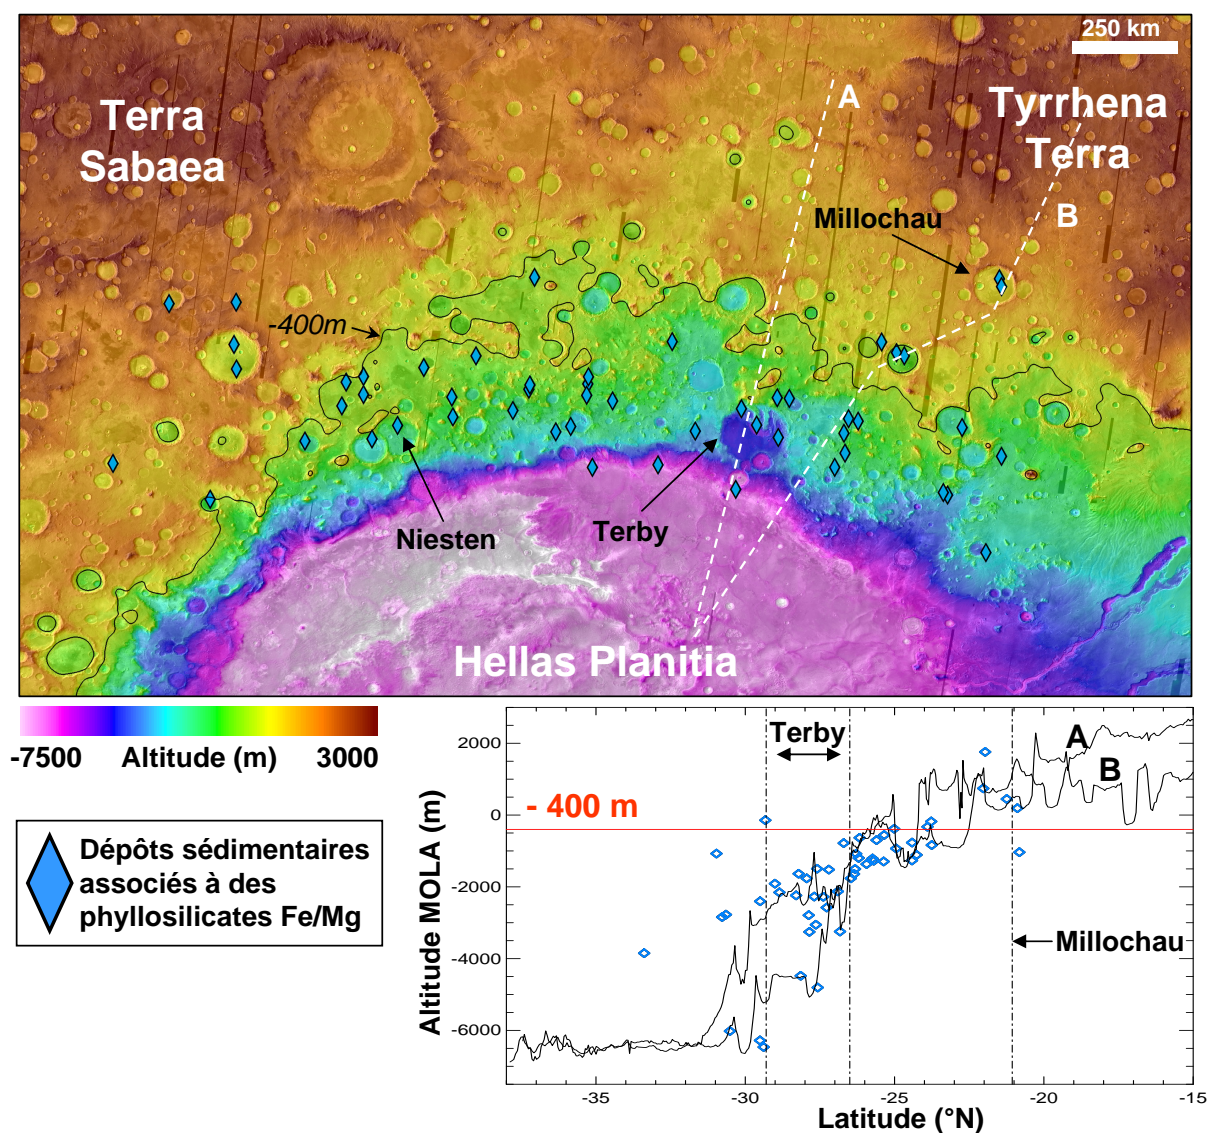 250 km
Terra
Sabaea
A
Tyrrhena
Terra
B
Millochau
-400m
Niesten
Terby
Hellas Planitia
-7500 Altitude (m) 3000
Dépôts sédimentaires
associés à des
phyllosilicates Fe/Mg
Terby
A
B
- 400 m
Millochau
Altitude MOLA (m)
2000
0
-2000
-4000
-6000
-35 -30 -25 -20 -15
Latitude (°N)